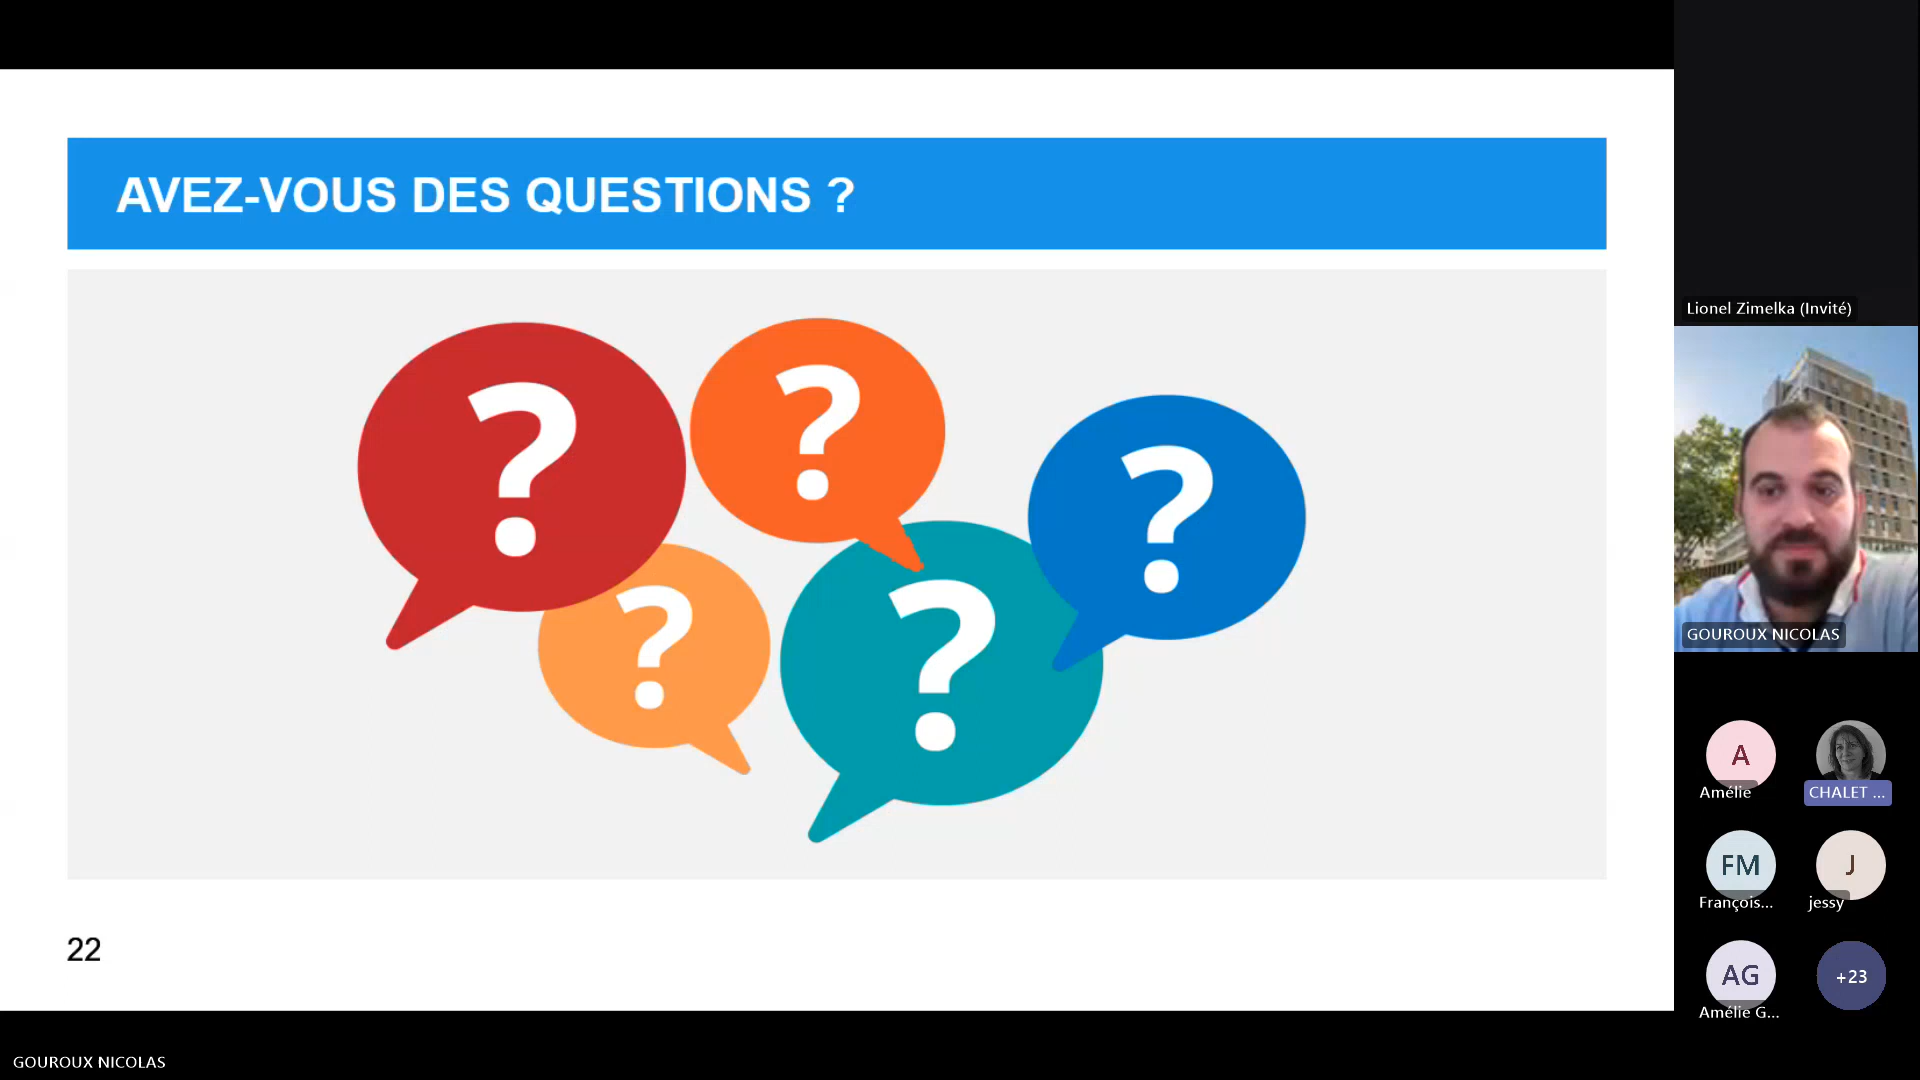 AVEZ-VOUS DES QUESTIONS ?
?
?
?
?
?
22
Lionel Zimelka (Invité)
GOUROUX NICOLAS
A
Amélie
CHALET ...
FM
François...
J
jessy
AG
Amélie G...
+23
GOUROUX NICOLAS